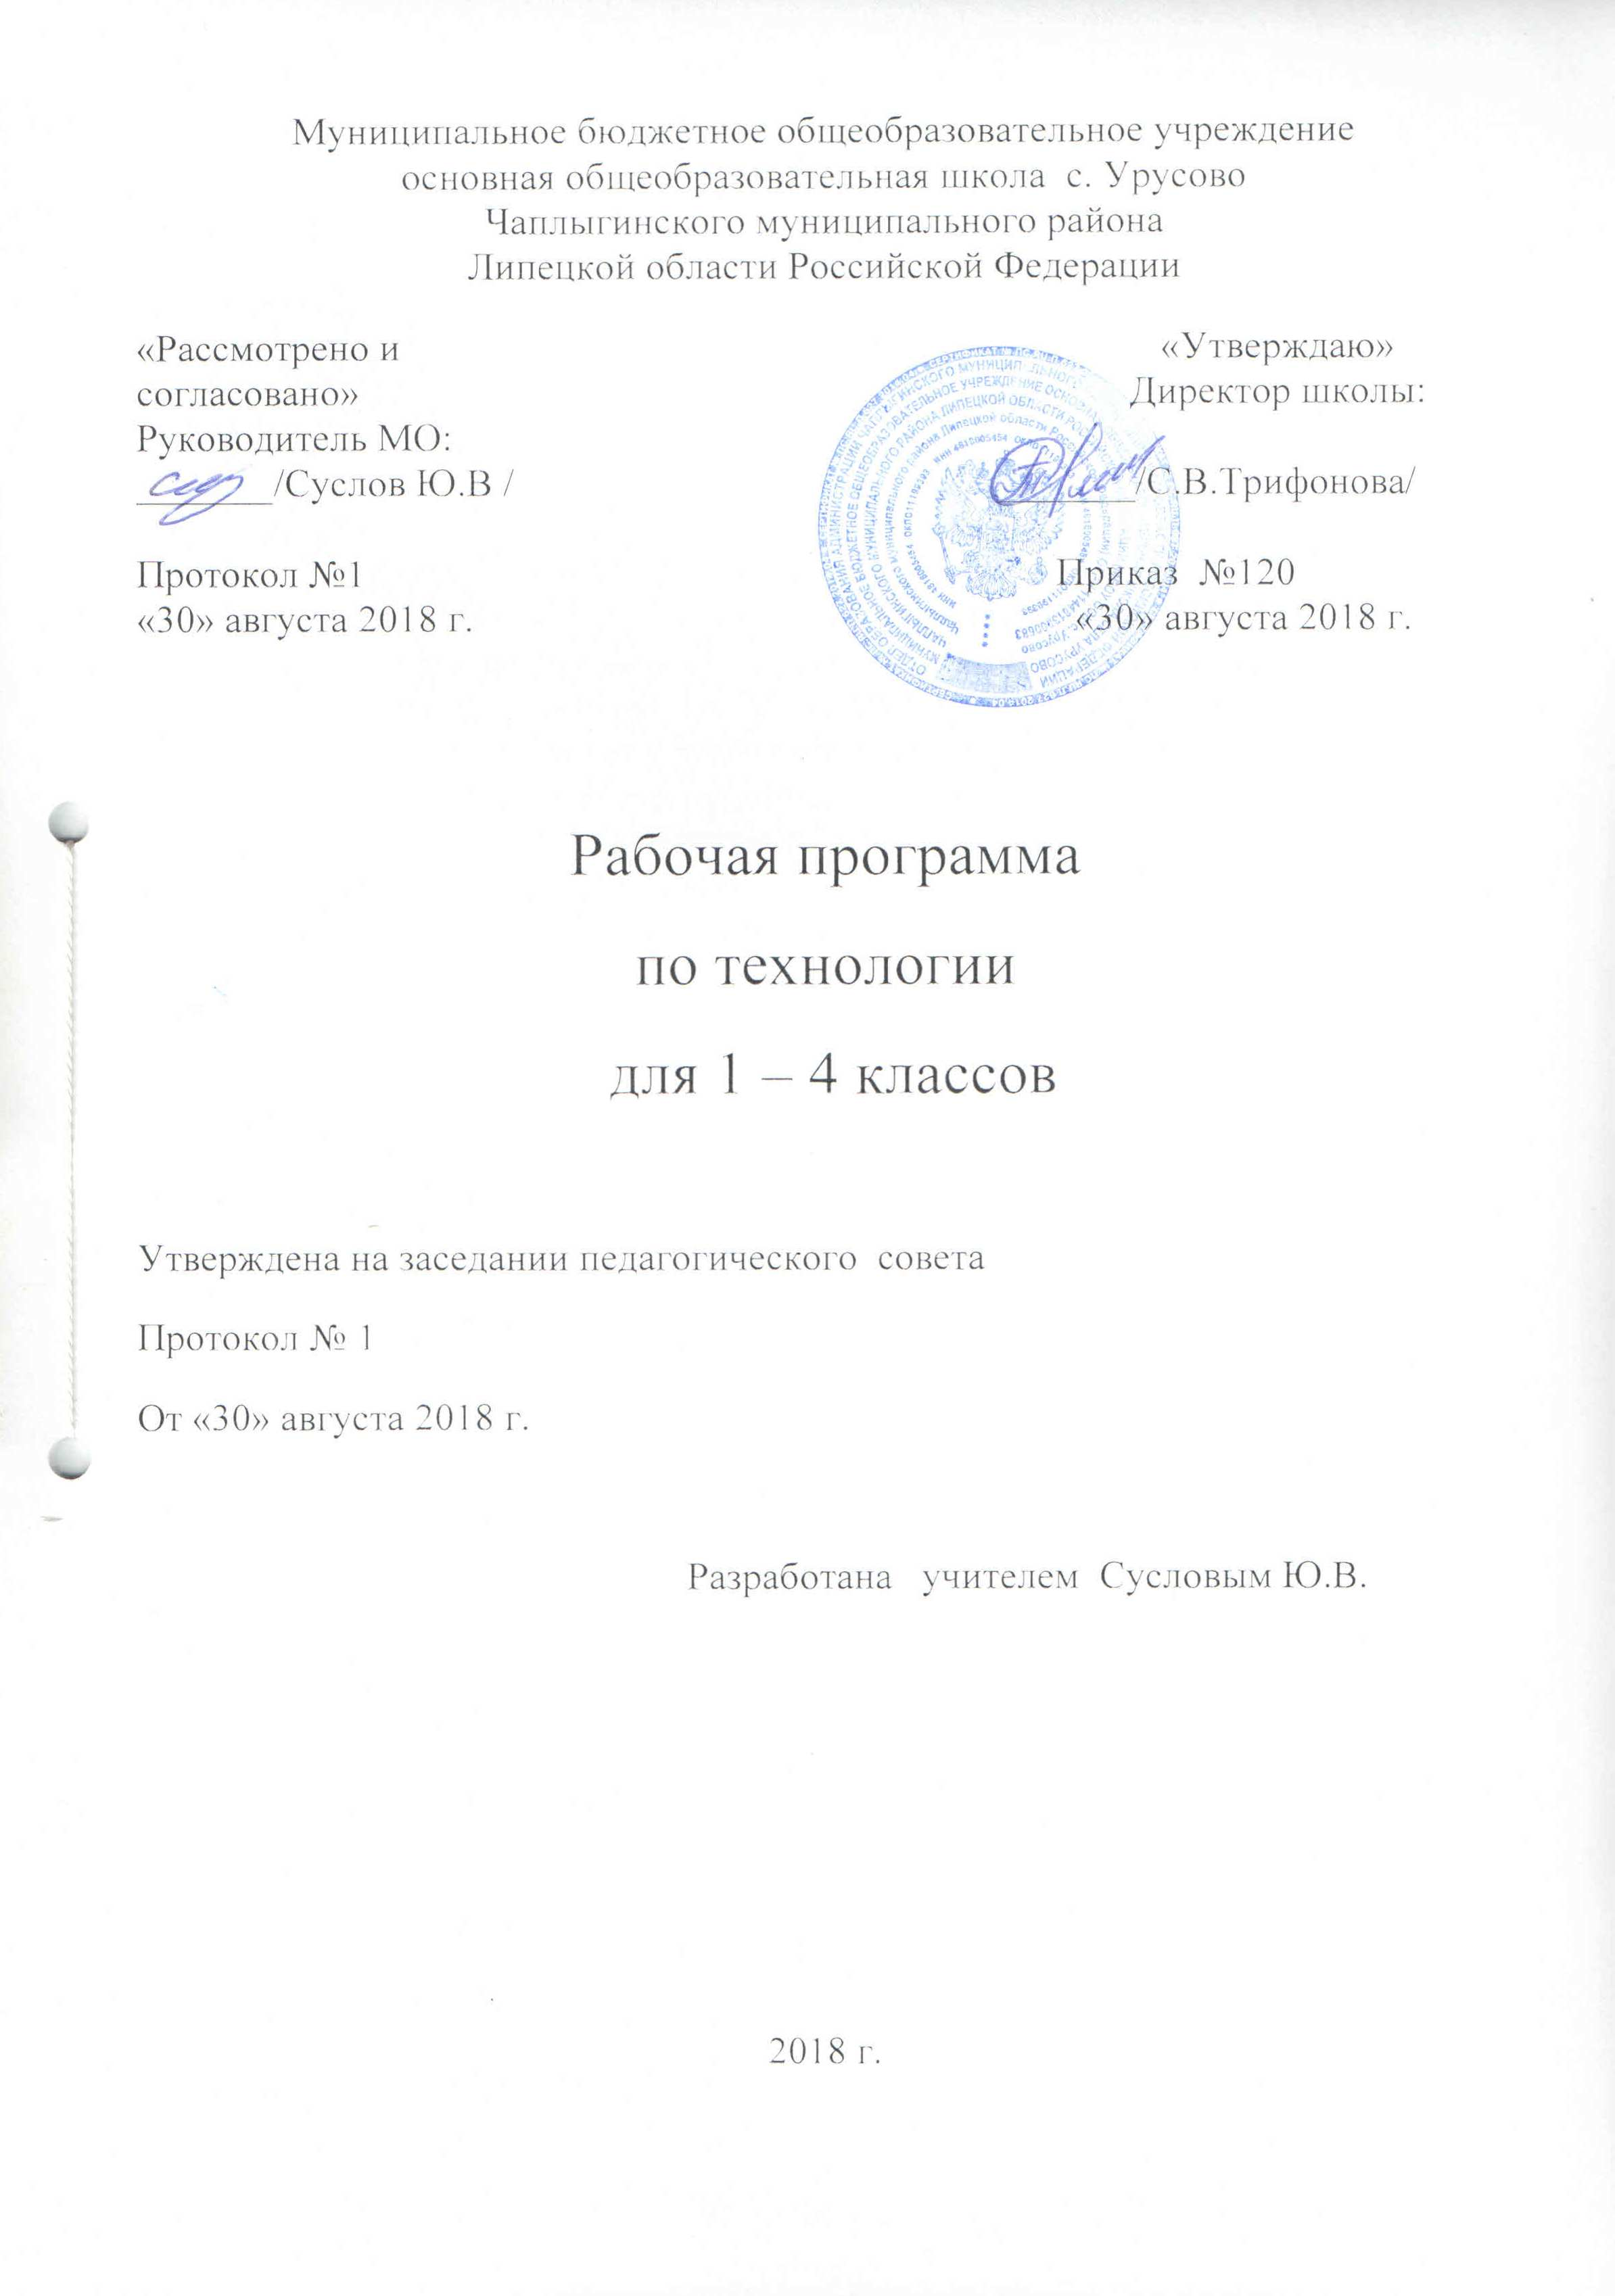 Муниципальное бюджетное общеобразовательное учреждение
основная общеобразовательная школа с. Урусово
Чаплыгинского муниципального района
Липецкой области Российской Федерации
«Рассмотрено и
согласовано»
Руководитель МО:
/Суслов Ю.В /
Протокол №1
«30» августа 2018 г.
«Утверждаю»
Директор школы:
/С.В.Трифонова/
Приказ №120
«30» августа 2018 г.
Рабочая программа
по технологии
для 1 – 4 классов
Утверждена на заседании педагогического совета
Протокол № 1
От «30» августа 2018 г.
Разработана учителем Сусловым Ю.В.
2018 г.